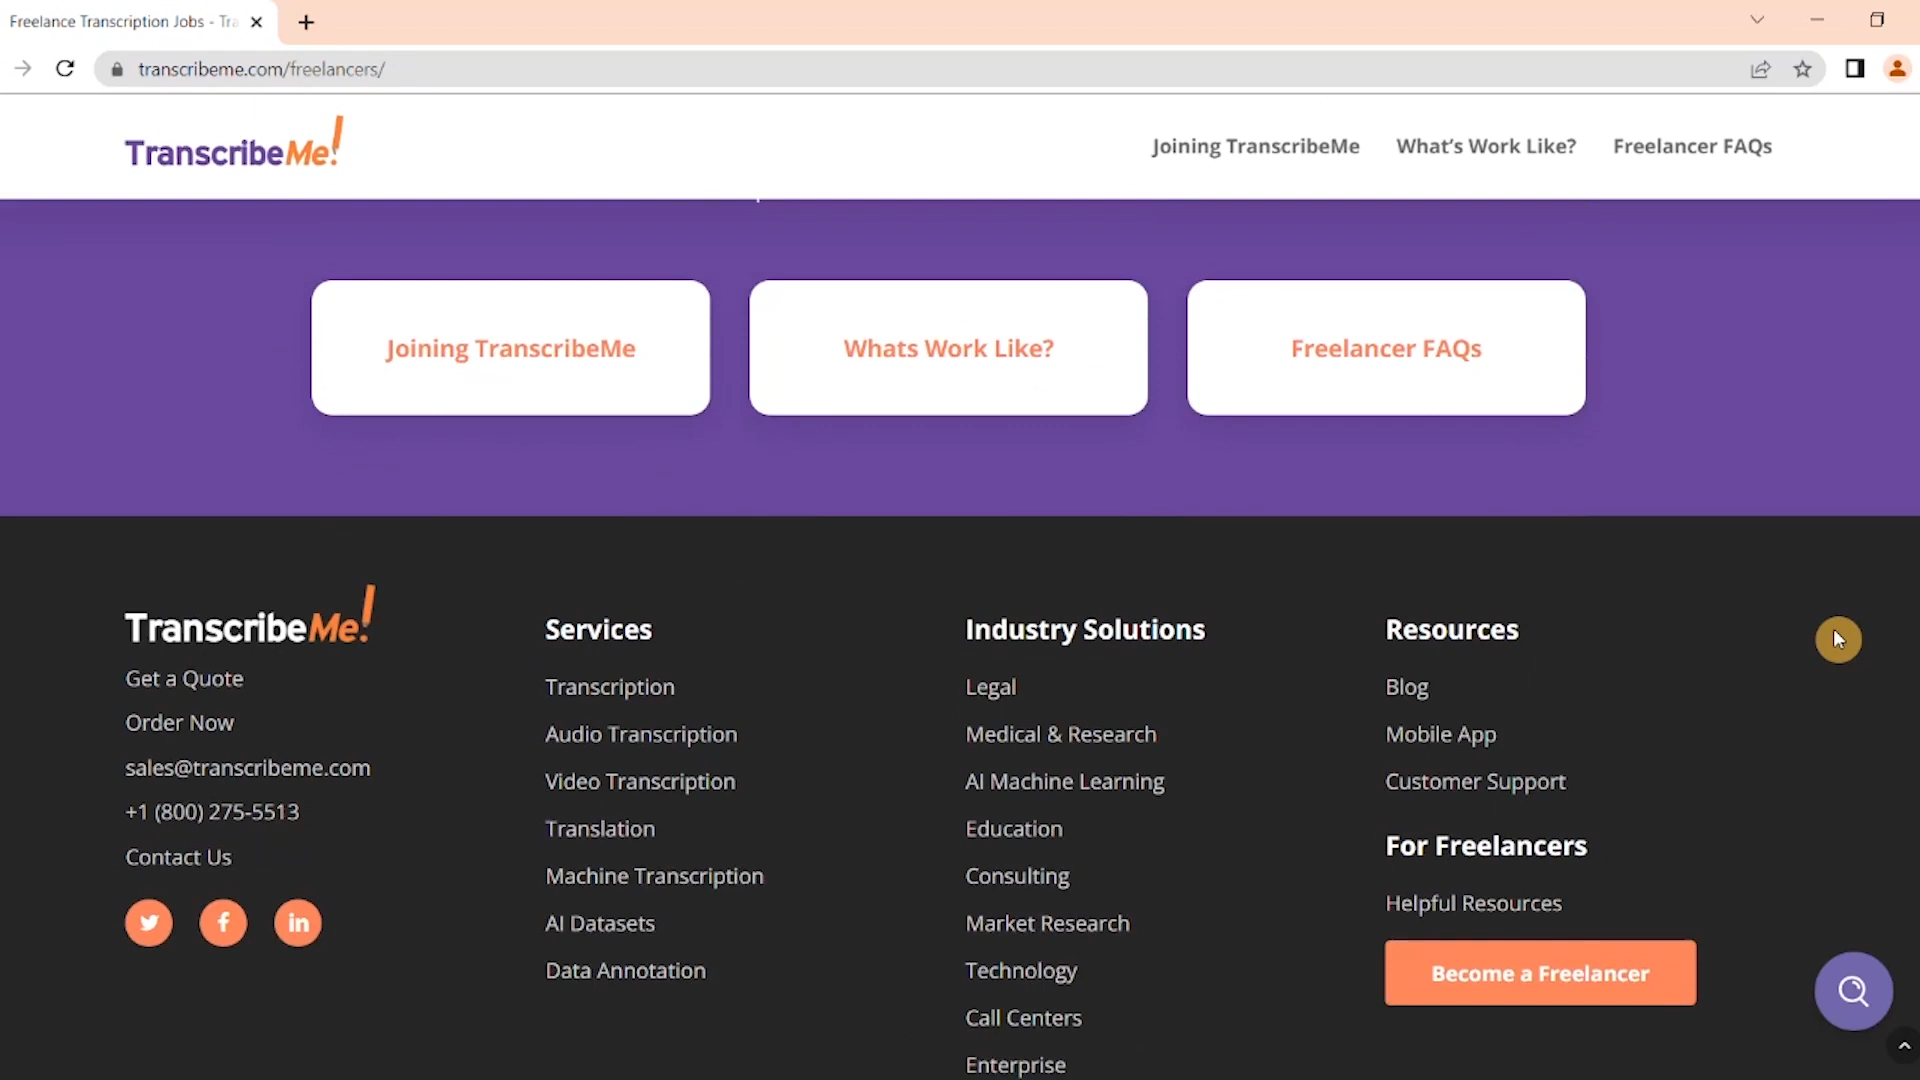 Freelance Transcription Jobs - Tra
transcribeme.com/freelancers/
TranscribeMe!
Joining TranscribeMe
What's Work Like?
Freelancer FAQs
Joining TranscribeMe
Whats Work Like?
Freelancer FAQs
TranscribeMe!
Get a Quote
Order Now
sales@transcribeme.com
+1 (800) 275-5513
Contact Us
Services
Transcription
Audio Transcription
Video Transcription
Translation
Machine Transcription
AI Datasets
Data Annotation
Industry Solutions
Legal
Medical & Research
AI Machine Learning
Education
Consulting
Market Research
Technology
Call Centers
Enterprise
Resources
Blog
Mobile App
Customer Support
For Freelancers
Helpful Resources
Become a Freelancer